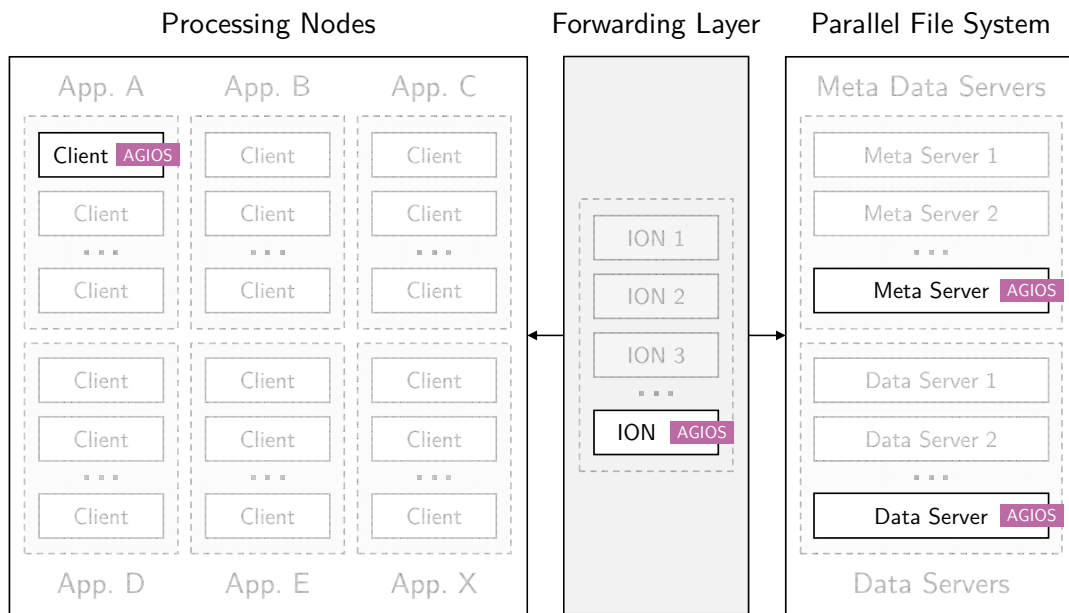 Processing Nodes
App. A App. B App. C
Client AGIOS Client Client
Client Client Client
... ... ...
Client Client Client
Client Client Client
Client Client Client
... ... ...
Client Client Client
App. D App. E App. X
Forwarding Layer
ION 1
ION 2
ION 3
...
ION AGIOS
Parallel File System
Meta Data Servers
Meta Server 1
Meta Server 2
...
Meta Server AGIOS
Data Server 1
Data Server 2
...
Data Server AGIOS
Data Servers